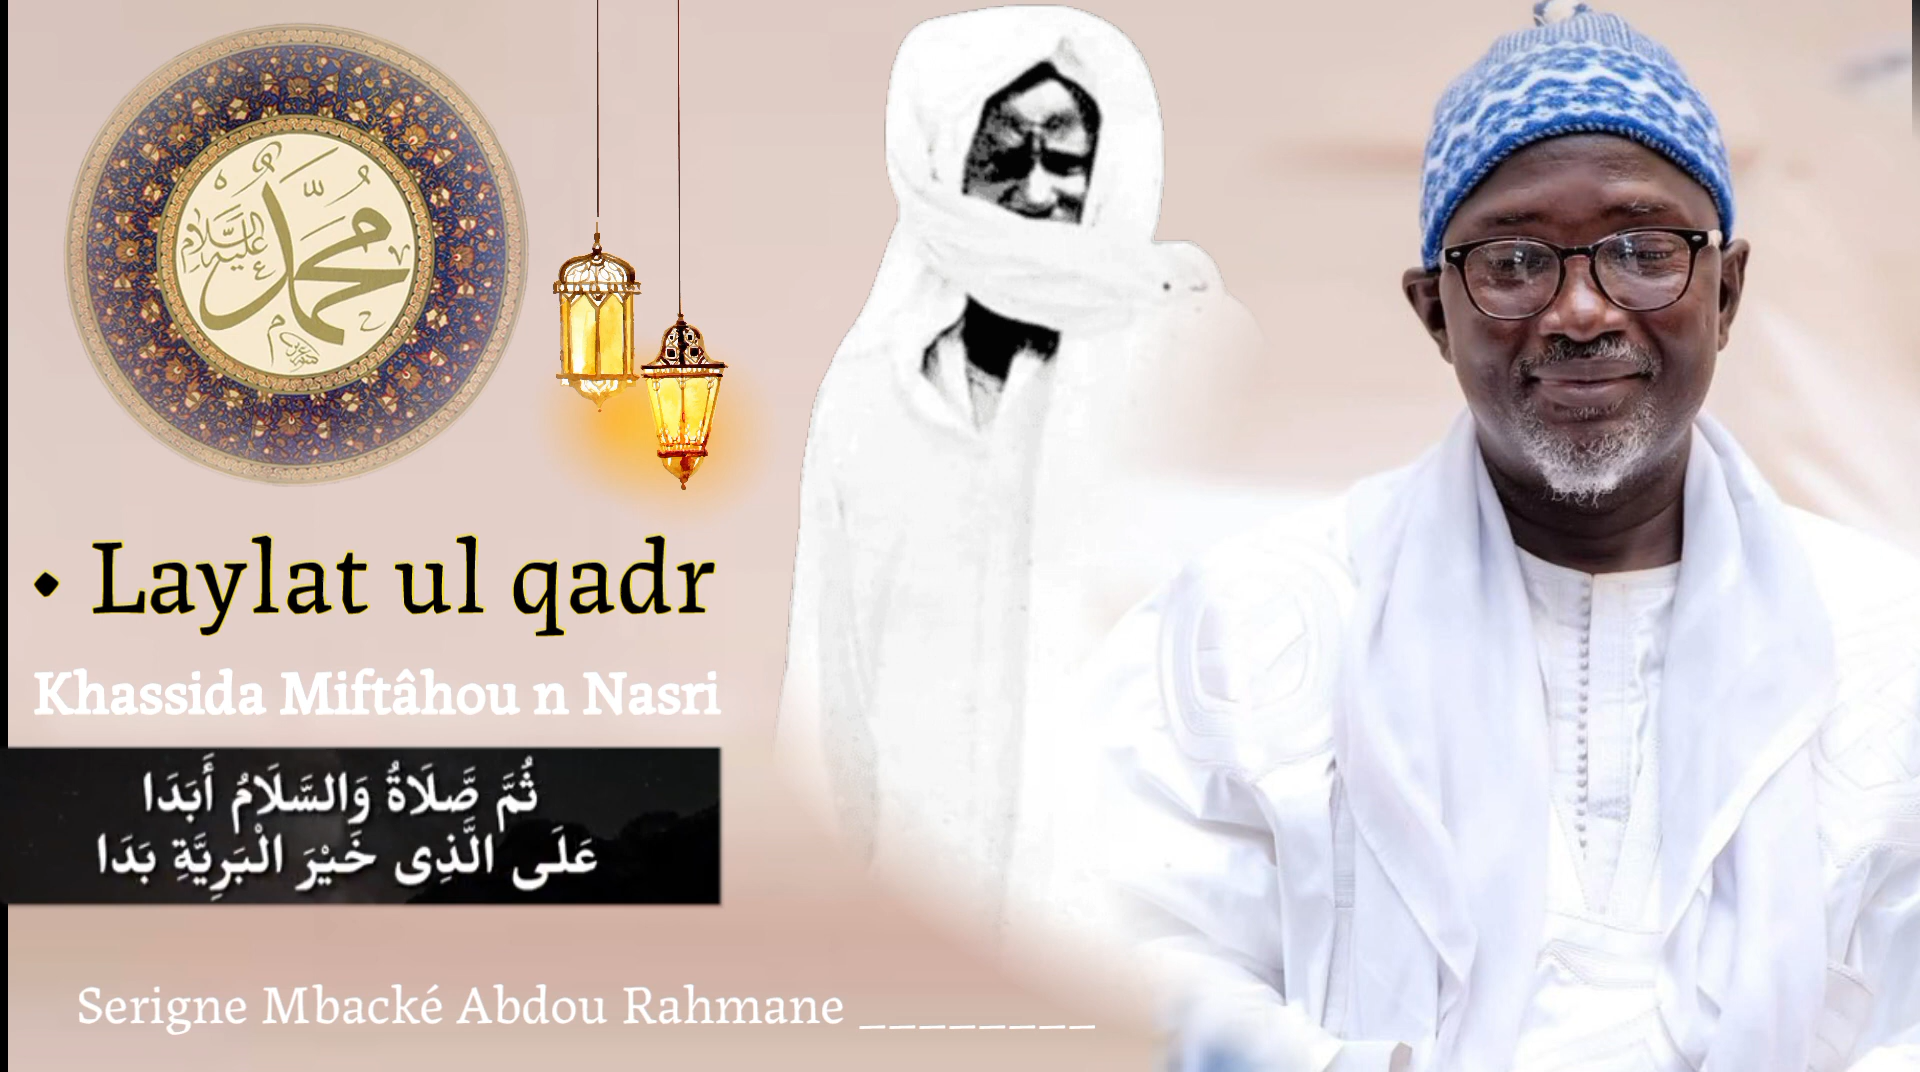 محمد
عليه السلام
• Laylat ul qadr
Khassida Miftâhou n Nasri
ثُمَّ صَّلَاةُ وَالسَّلَامُ أَبَدَا
عَلَى الَّذِى خَيْرَ الْبَرِيَّةِ بَدَا
Serigne Mbacké Abdou Rahmane ________